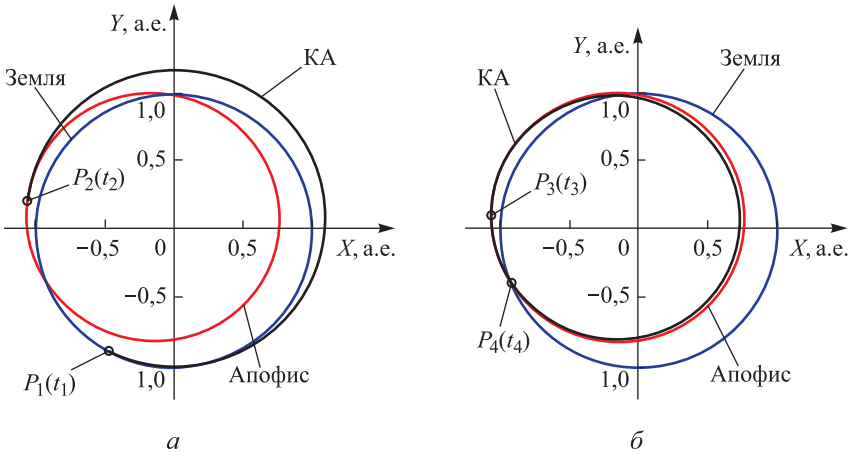 Y, а.е.
КА
Земля
1,0
0,5
P₂(t₂)
−0,5
0
0,5
X, а.е.
−0,5
P₁(t₁)
1,0
Апофис
а
Y, а.е.
Земля
КА
1,0
0,5
P₃(t₃)
−0,5
0
0,5
X, а.е.
−0,5
P₄(t₄)
1,0
Апофис
б